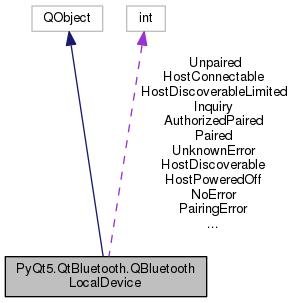 QObject
int
Unpaired
HostConnectable
HostDiscoverableLimited
Inquiry
AuthorizedPaired
Paired
UnknownError
HostDiscoverable
HostPoweredOff
NoError
PairingError
...
PyQt5.QtBluetooth.QBluetooth
LocalDevice